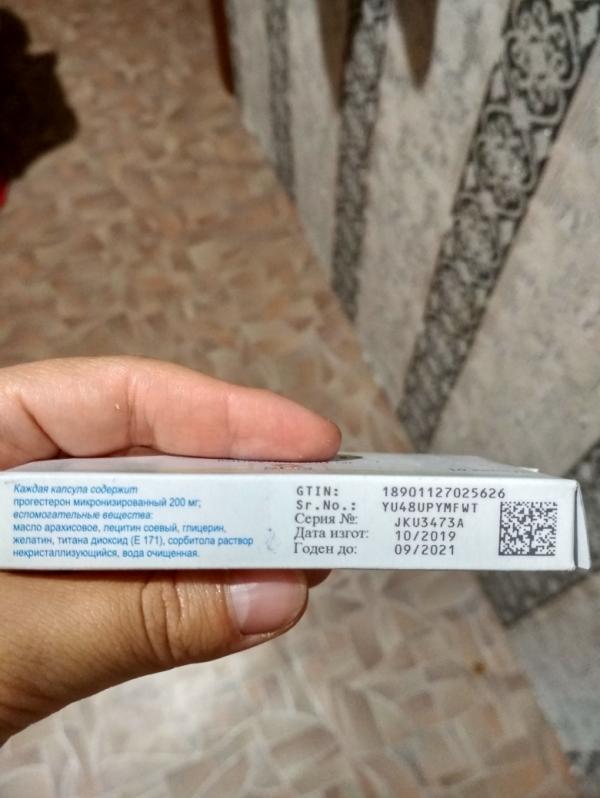 Каждая капсула содержит
прогестерон микронизированный 200 мг;
вспомогательные вещества:
масло арахисовое, лецитин соевый, глицерин,
желатин, титана диоксид (Е 171), сорбитола раствор
некристаллизующийся, вода очищенная.
GTIN: 18901127025626
Sr.No.: YU48UPYMFWT
Серия №: JKU3473A
Дата изгот: 10/2019
Годен до: 09/2021